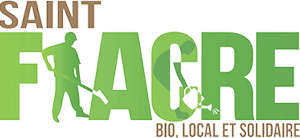 SAINT
FIACRE
BIO, LOCAL ET SOLIDAIRE